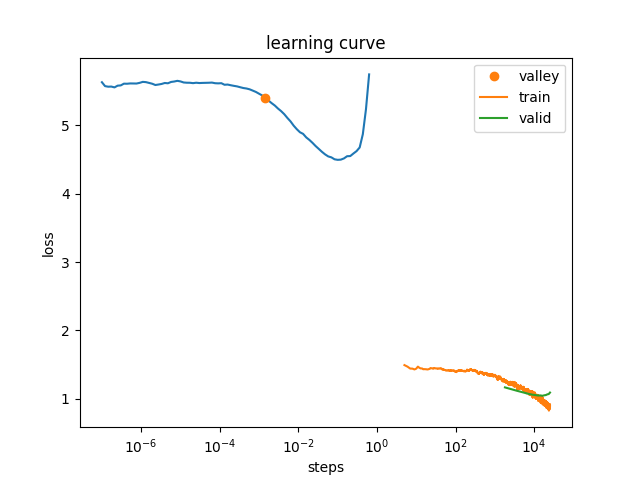 learning curve
valley
train
valid
loss
5
4
3
2
1
10⁻⁶
10⁻⁴
10⁻²
10⁰
10²
10⁴
steps